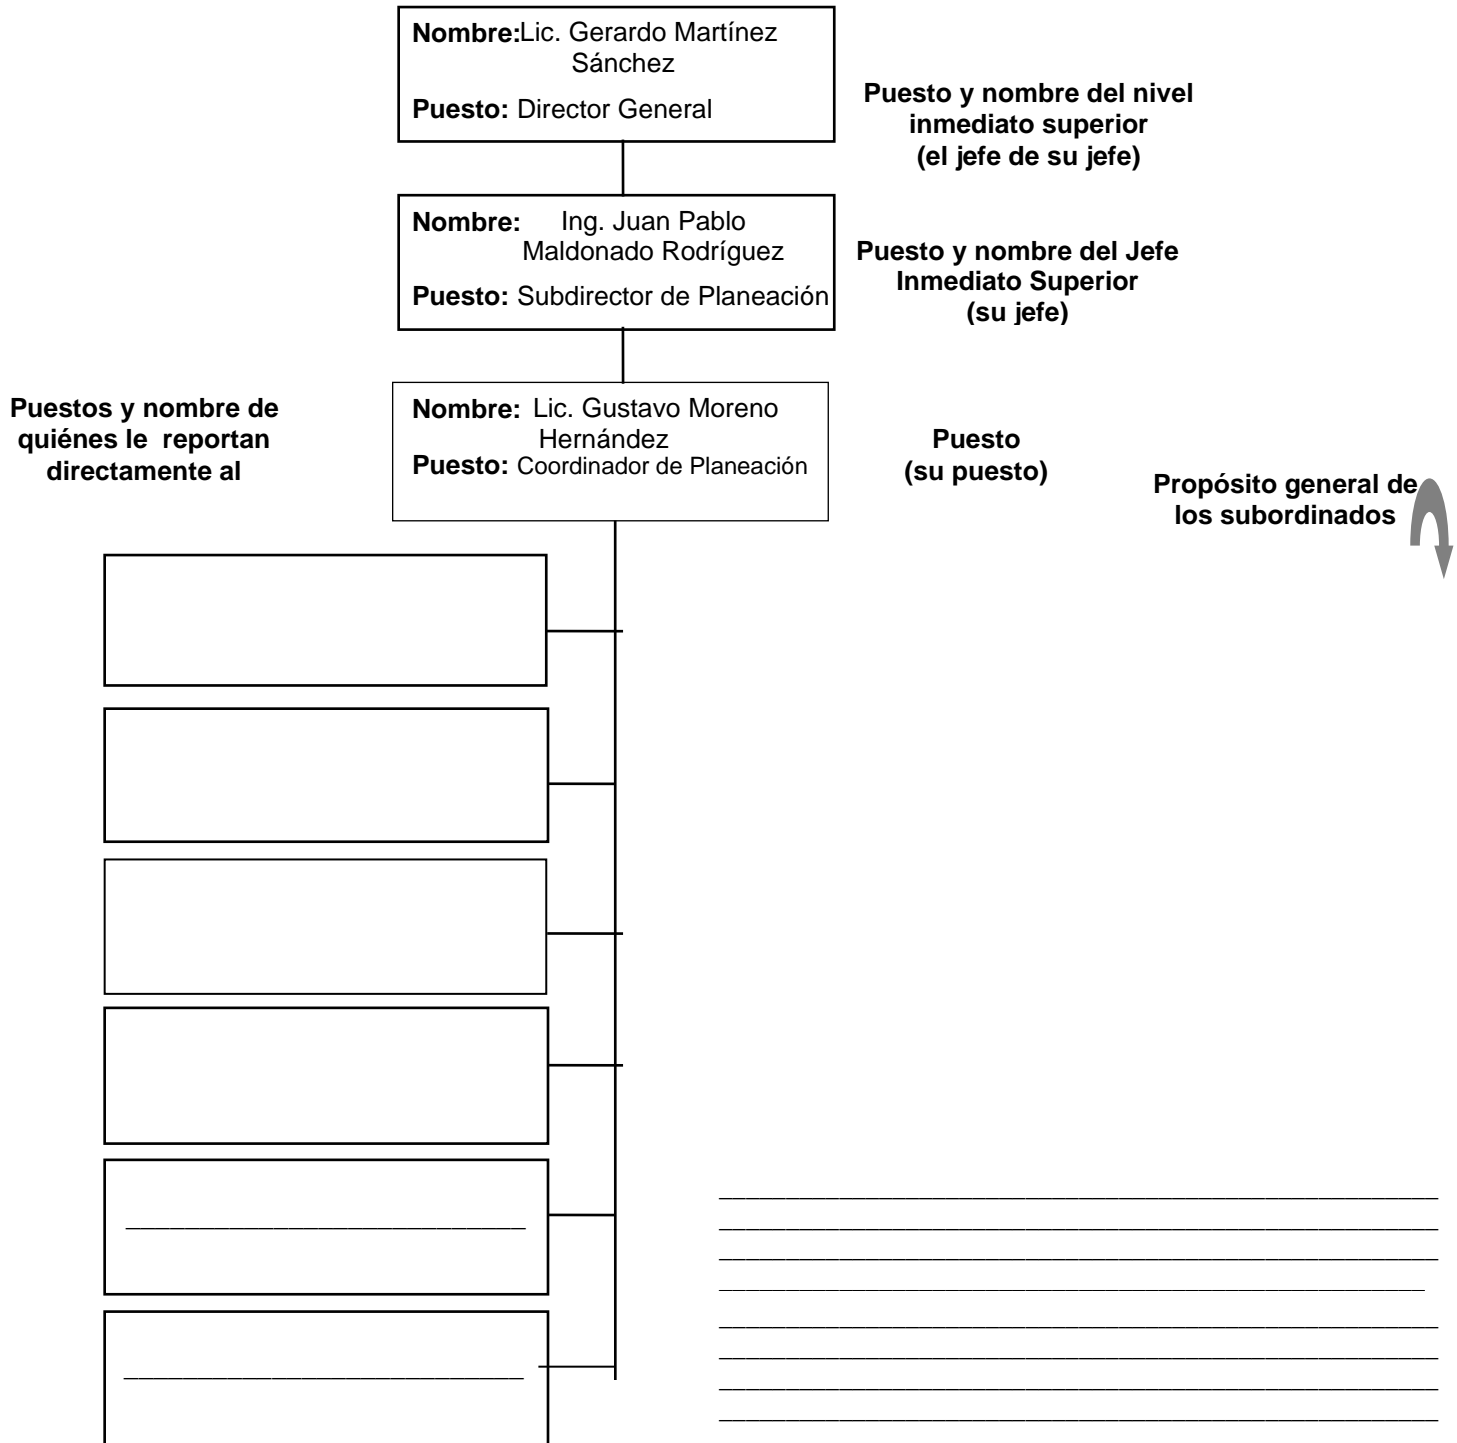 Nombre:Lic. Gerardo Martínez
Sánchez
Puesto: Director General
Puesto y nombre del nivel
inmediato superior
(el jefe de su jefe)
Nombre: Ing. Juan Pablo
Maldonado Rodríguez
Puesto: Subdirector de Planeación
Puesto y nombre del Jefe
Inmediato Superior
(su jefe)
Puestos y nombre de
quiénes le reportan
directamente al
Nombre: Lic. Gustavo Moreno
Hernández
Puesto: Coordinador de Planeación
Puesto
(su puesto)
Propósito general de
los subordinados